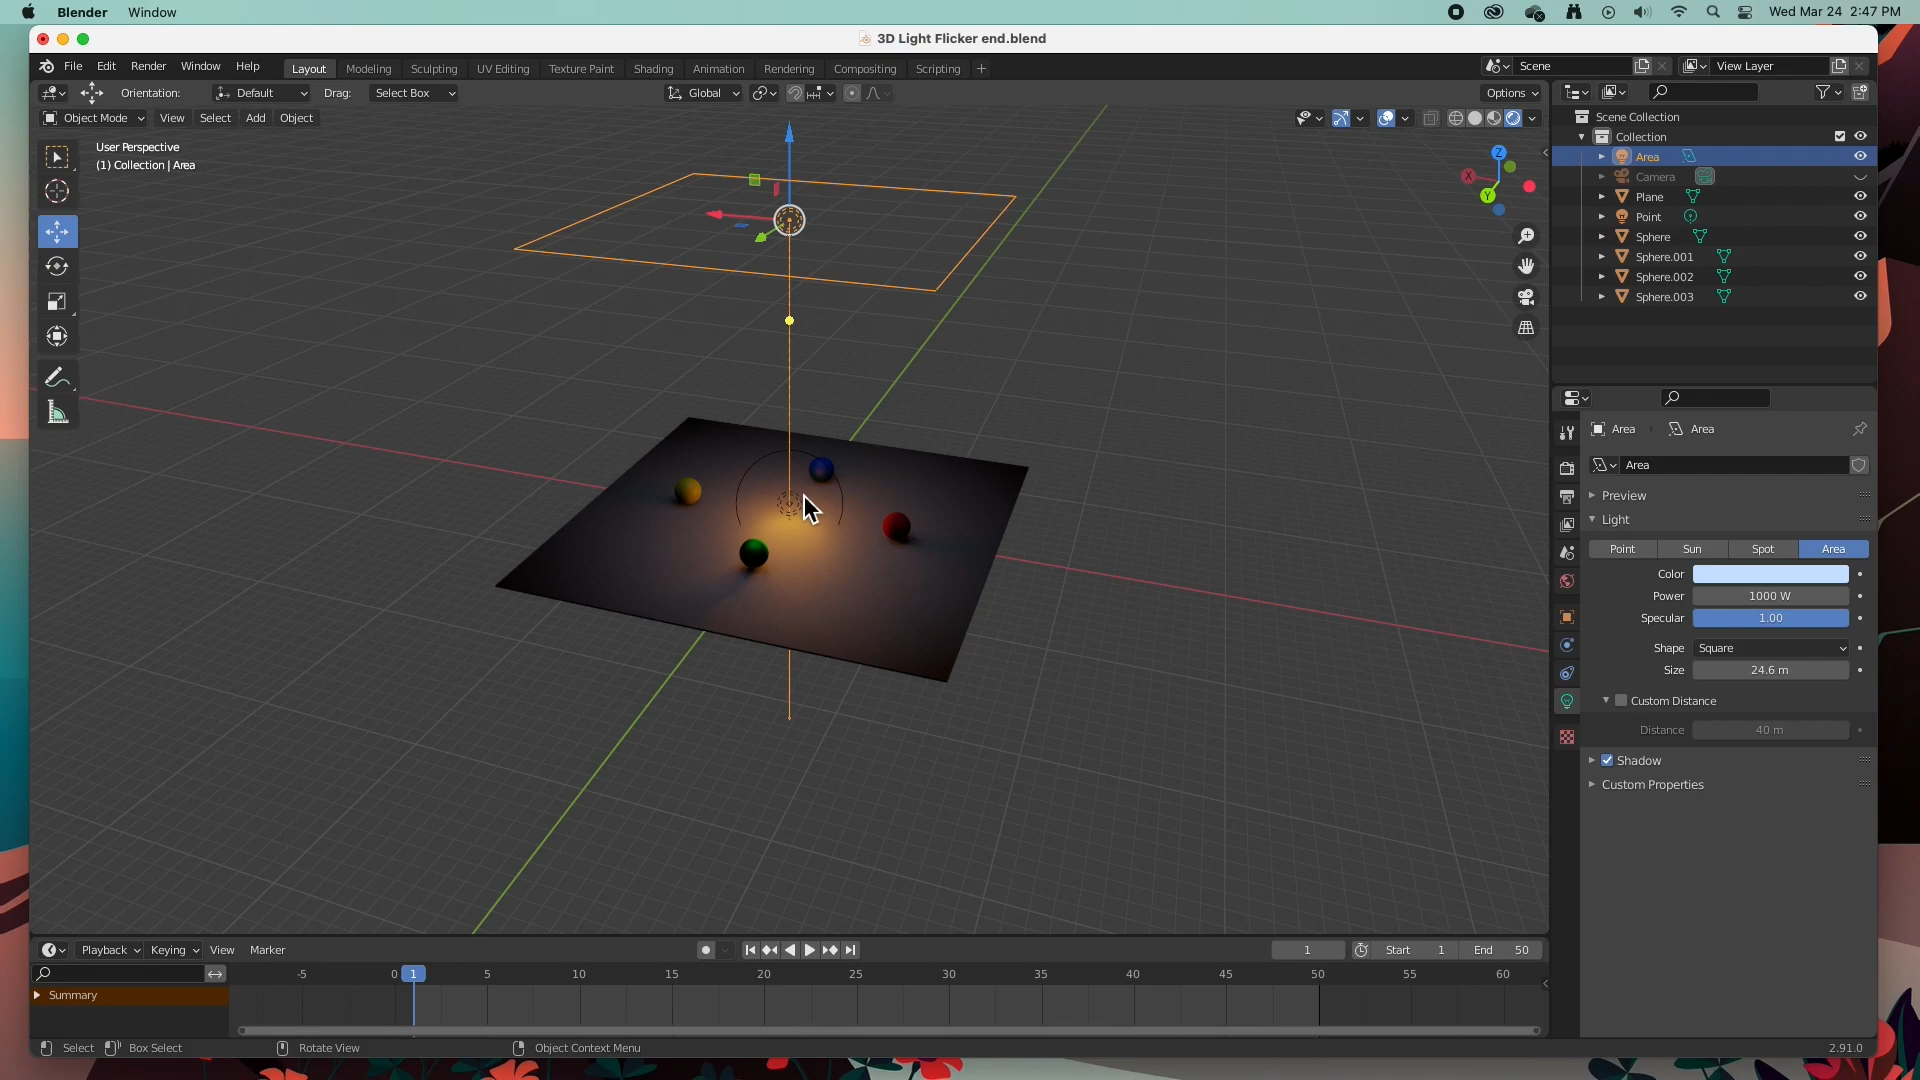 Blender Window Wed Mar 24 2:47 PM
3D Light Flicker end.blend
File Edit Render Window Help Layout Modeling Sculpting UV Editing Texture Paint Shading Animation Rendering Compositing Scripting + Scene View Layer
Orientation: Default Drag: Select Box Global Options
Object Mode View Select Add Object
User Perspective
(1) Collection | Area
Z
X
Y
Scene Collection
Collection
Area
Camera
Plane
Point
Sphere
Sphere.001
Sphere.002
Sphere.003
Area Area
Area
Preview
Light
Point Sun Spot Area
Color
Power 1000 W
Specular 1.00
Shape Square
Size 24.6 m
Custom Distance
Distance 40 m
Shadow
Custom Properties
Playback Keying View Marker 1 Start 1 End 50
-5 0 1 5 10 15 20 25 30 35 40 45 50 55 60
Summary
Select Box Select Rotate View Object Context Menu 2.91.0